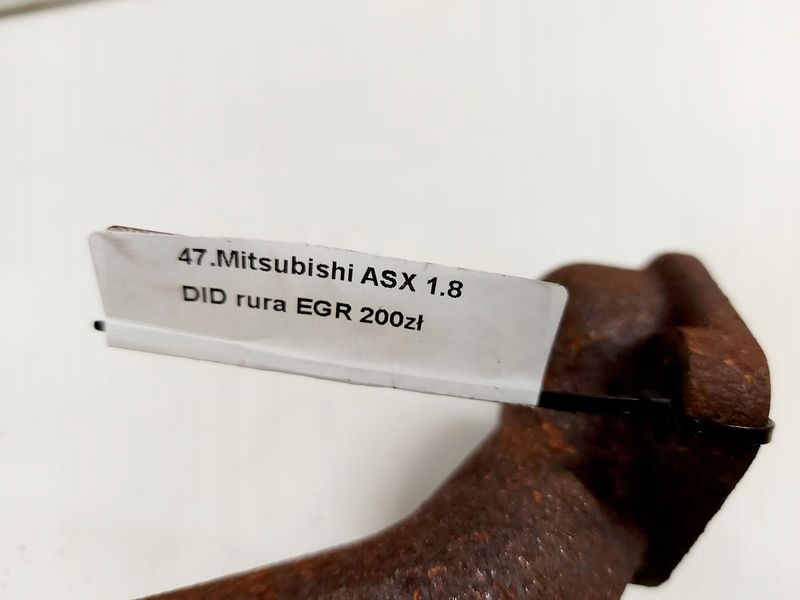 47.Mitsubishi ASX 1.8
DID rura EGR 200zł